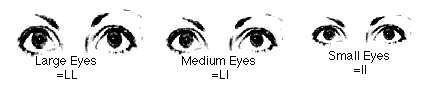 Large Eyes
=LL
Medium Eyes
=Ll
Small Eyes
=ll